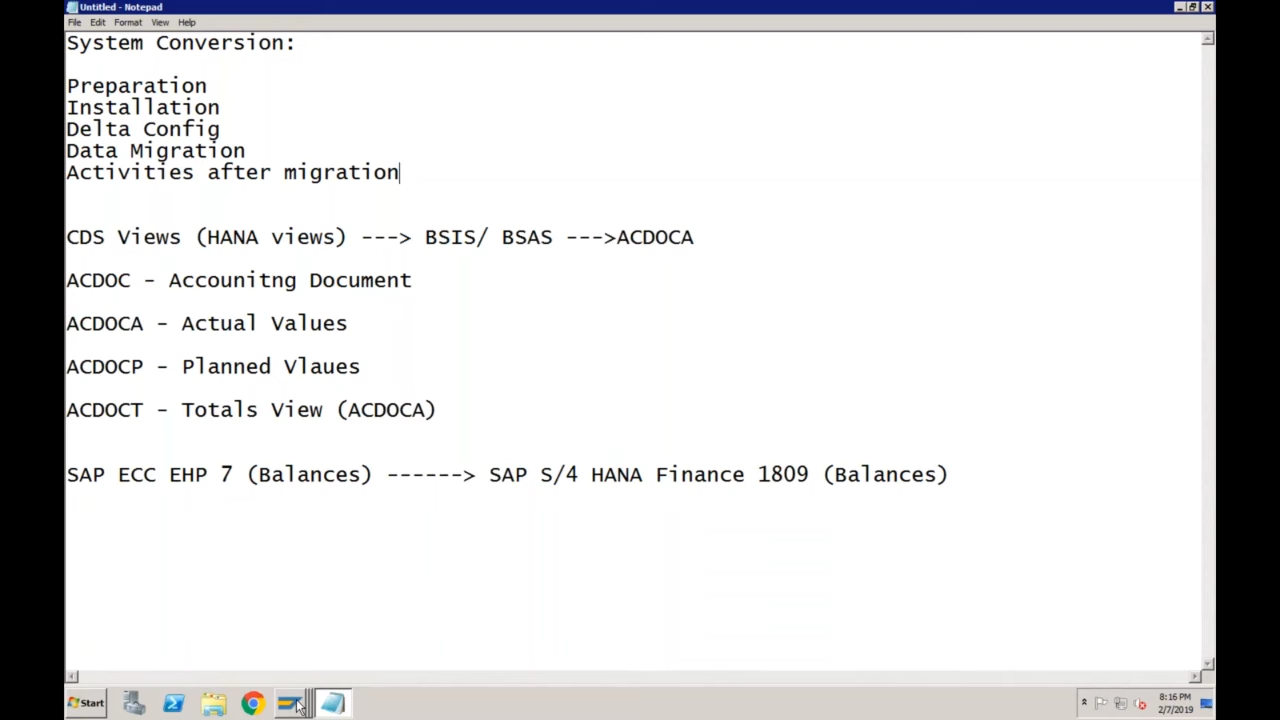 Untitled - Notepad
File Edit Format View Help
System Conversion:
Preparation
Installation
Delta Config
Data Migration
Activities after migration
CDS Views (HANA views) ---> BSIS/ BSAS --->ACDOCA
ACDOC - Accounitng Document
ACDOCA - Actual Values
ACDOCP - Planned Vlaues
ACDOCT - Totals View (ACDOCA)
SAP ECC EHP 7 (Balances) ------> SAP S/4 HANA Finance 1809 (Balances)
Start
8:16 PM
2/7/2019